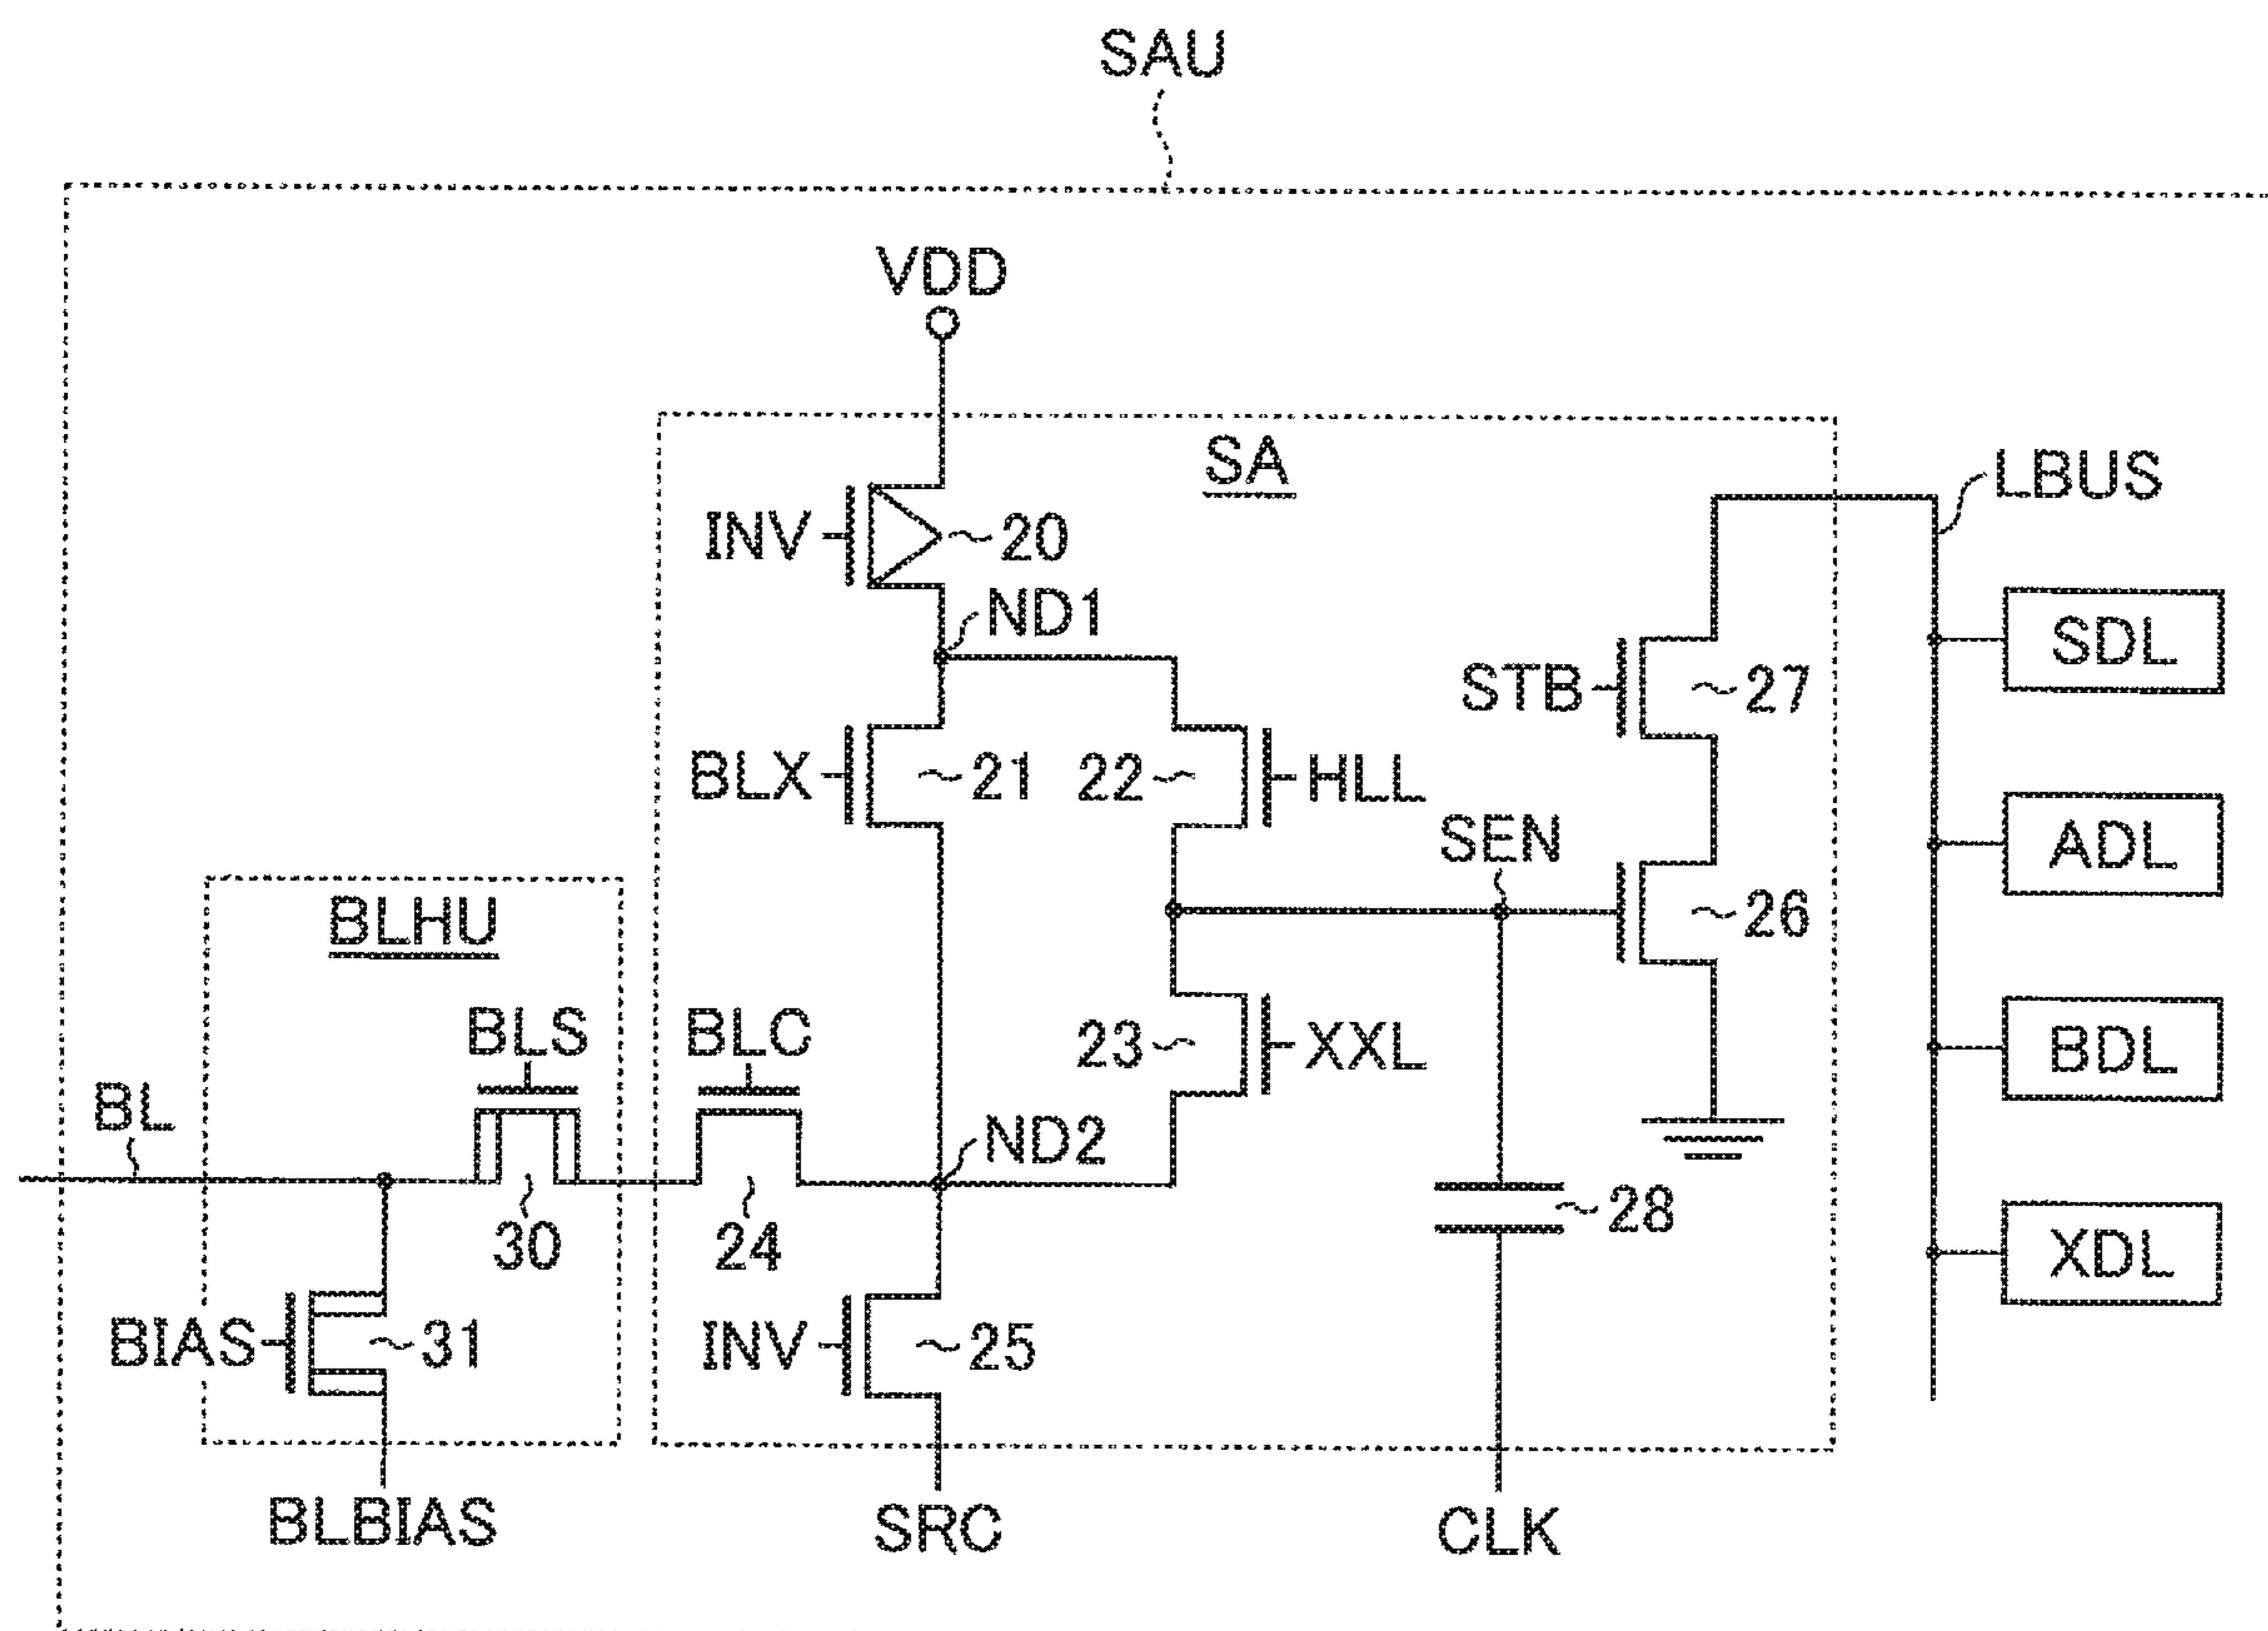 SAU
VDD
SA
LBUS
INV
20
ND1
SDL
STB
27
BLX
21
22
HLL
SEN
ADL
BLHU
26
BLS
BLC
23
XXL
BDL
BL
ND2
30
24
28
XDL
BIAS
31
INV
25
BLBIAS
SRC
CLK